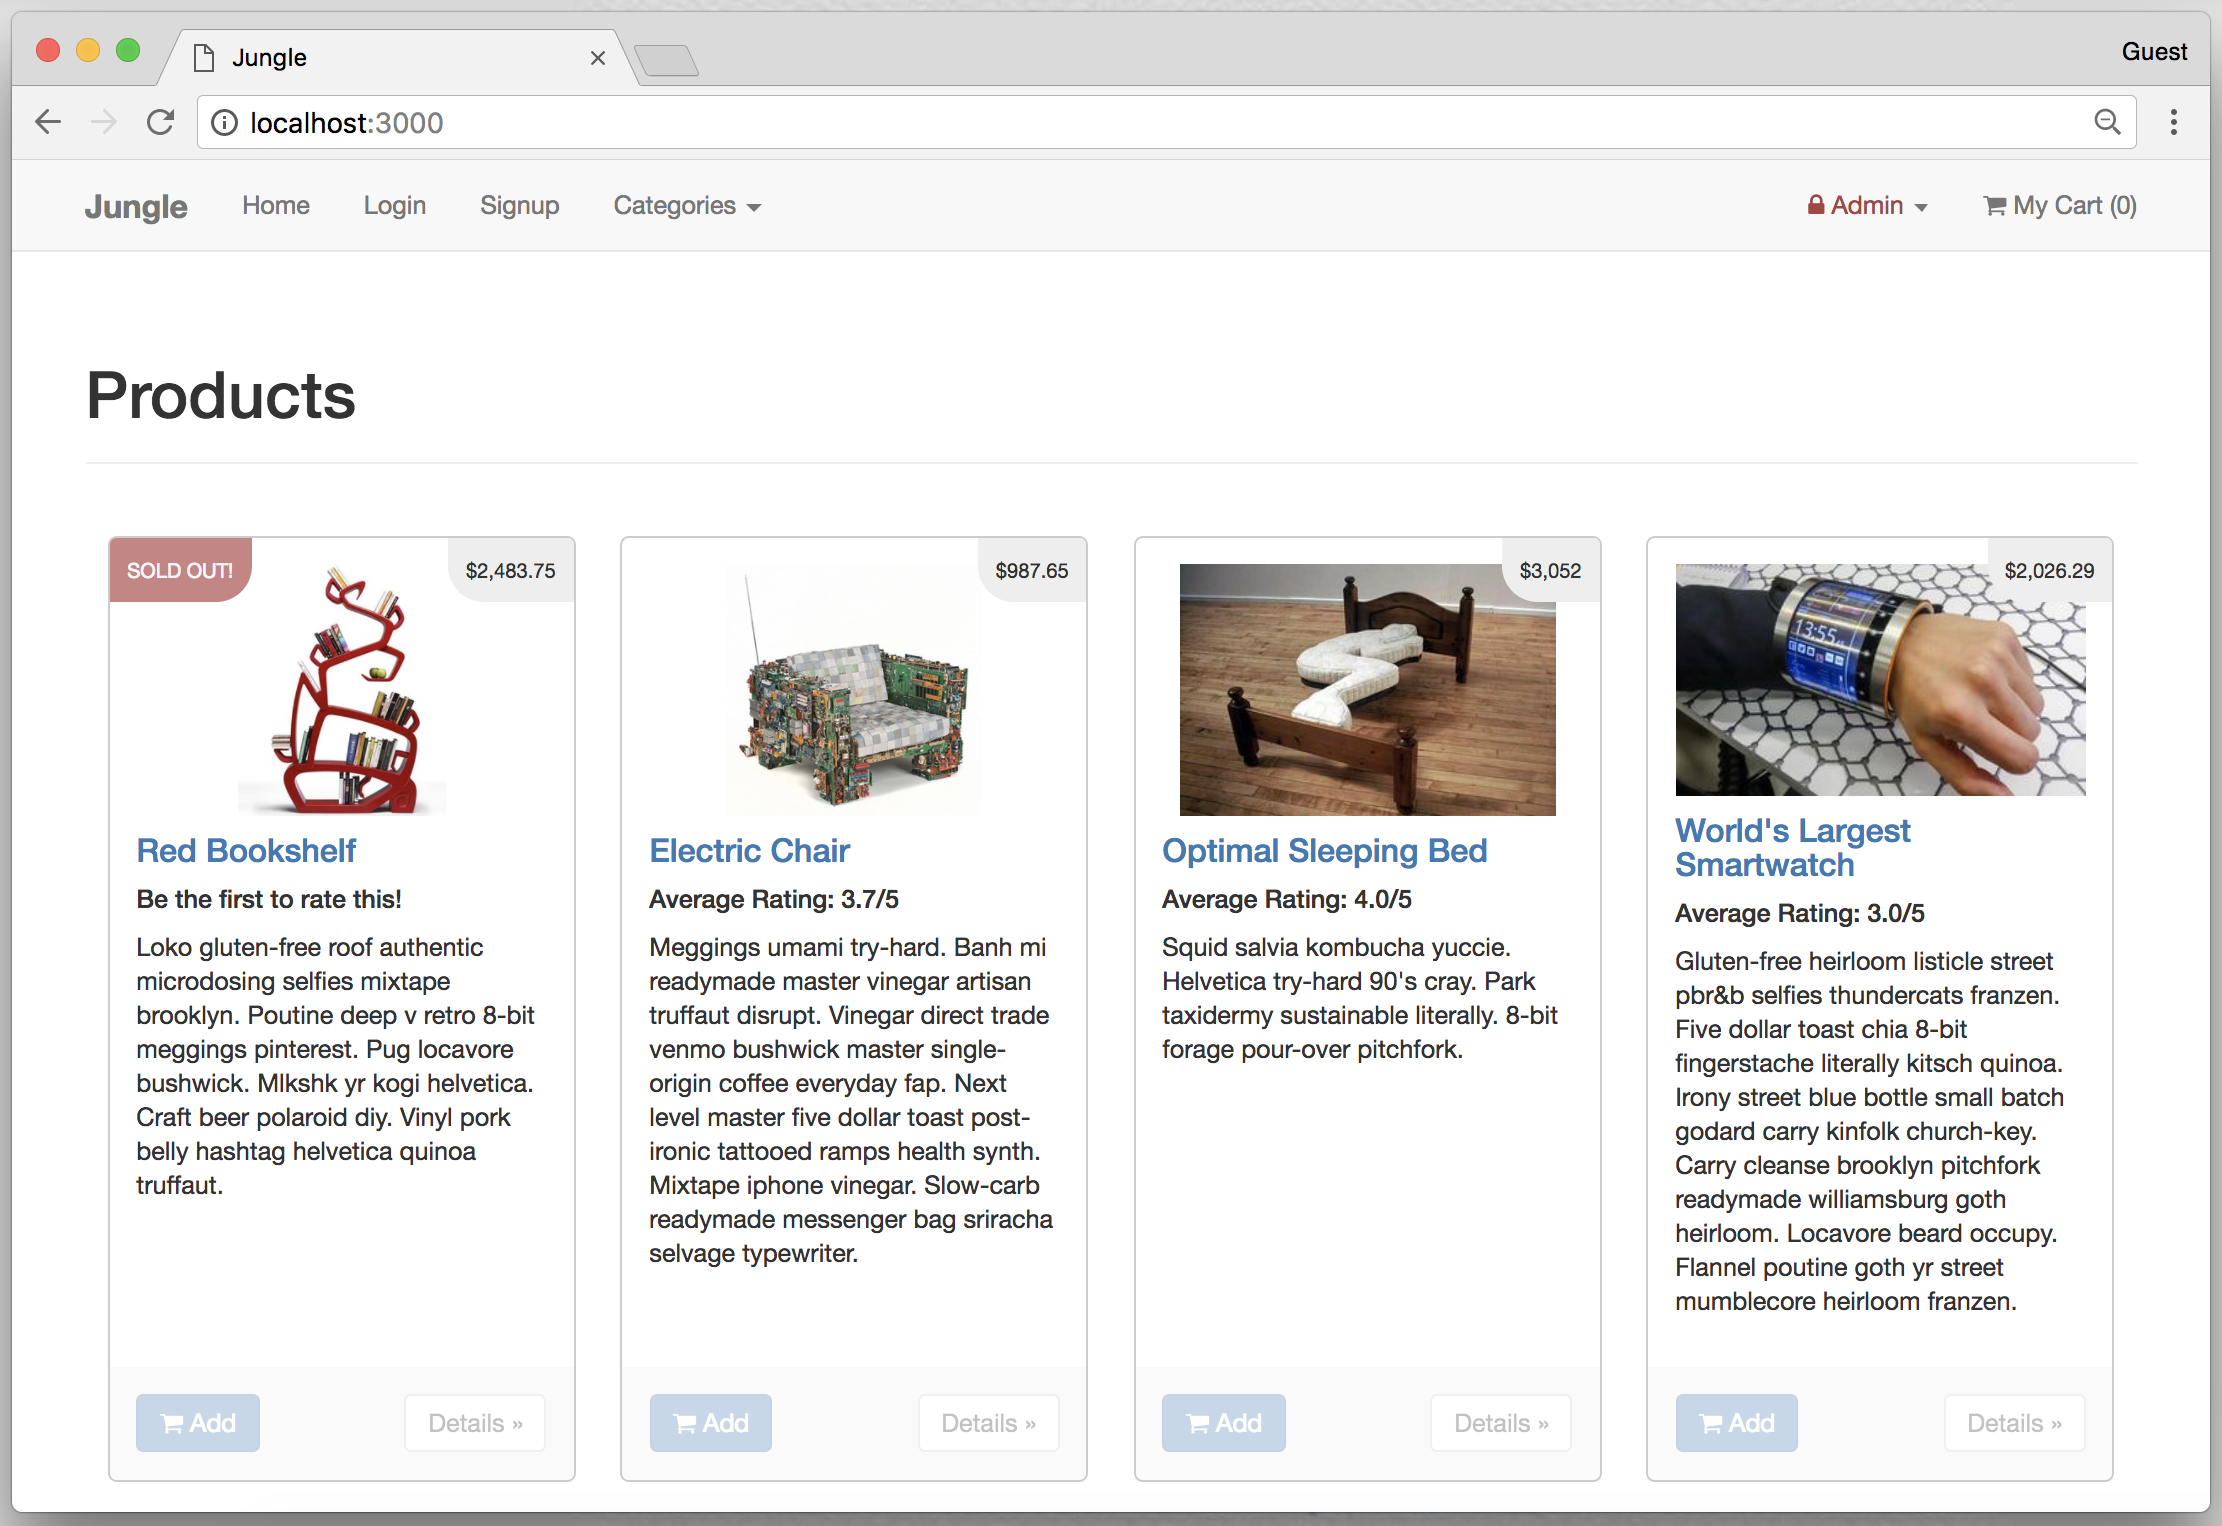 Jungle
Guest
localhost:3000
Jungle Home Login Signup Categories Admin My Cart (0)
Products
SOLD OUT! $2,483.75
Red Bookshelf
Be the first to rate this!
Loko gluten-free roof authentic
microdosing selfies mixtape
brooklyn. Poutine deep v retro 8-bit
meggings pinterest. Pug locavore
bushwick. Mlkshk yr kogi helvetica.
Craft beer polaroid diy. Vinyl pork
belly hashtag helvetica quinoa
truffaut.
Add Details »
$987.65
Electric Chair
Average Rating: 3.7/5
Meggings umami try-hard. Banh mi
readymade master vinegar artisan
truffaut disrupt. Vinegar direct trade
venmo bushwick master single-
origin coffee everyday fap. Next
level master five dollar toast post-
ironic tattooed ramps health synth.
Mixtape iphone vinegar. Slow-carb
readymade messenger bag sriracha
selvage typewriter.
Add Details »
$3,052
Optimal Sleeping Bed
Average Rating: 4.0/5
Squid salvia kombucha yuccie.
Helvetica try-hard 90's cray. Park
taxidermy sustainable literally. 8-bit
forage pour-over pitchfork.
Add Details »
$2,026.29
13:55
World's Largest
Smartwatch
Average Rating: 3.0/5
Gluten-free heirloom listicle street
pbr&b selfies thundercats franzen.
Five dollar toast chia 8-bit
fingerstache literally kitsch quinoa.
Irony street blue bottle small batch
godard carry kinfolk church-key.
Carry cleanse brooklyn pitchfork
readymade williamsburg goth
heirloom. Locavore beard occupy.
Flannel poutine goth yr street
mumblecore heirloom franzen.
Add Details »